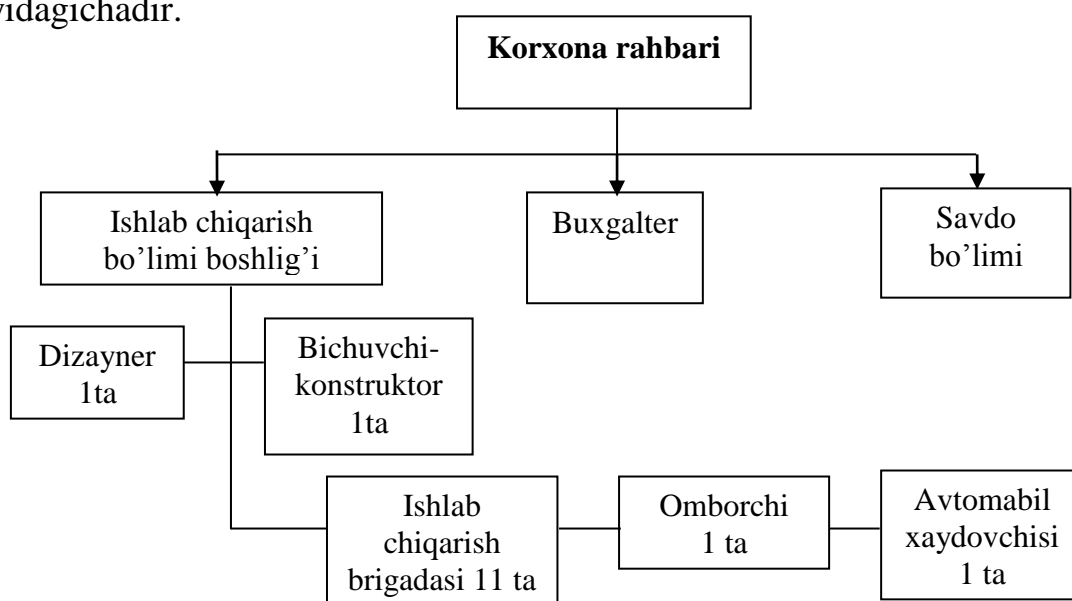 Korxona rahbari
Ishlab chiqarish
bo’limi boshlig’i
Buxgalter
Savdo
bo’limi
Dizayner
1ta
Bichuvchi-
konstruktor
1ta
Ishlab
chiqarish
brigadasi 11 ta
Omborchi
1 ta
Avtomabil
xaydovchisi
1 ta